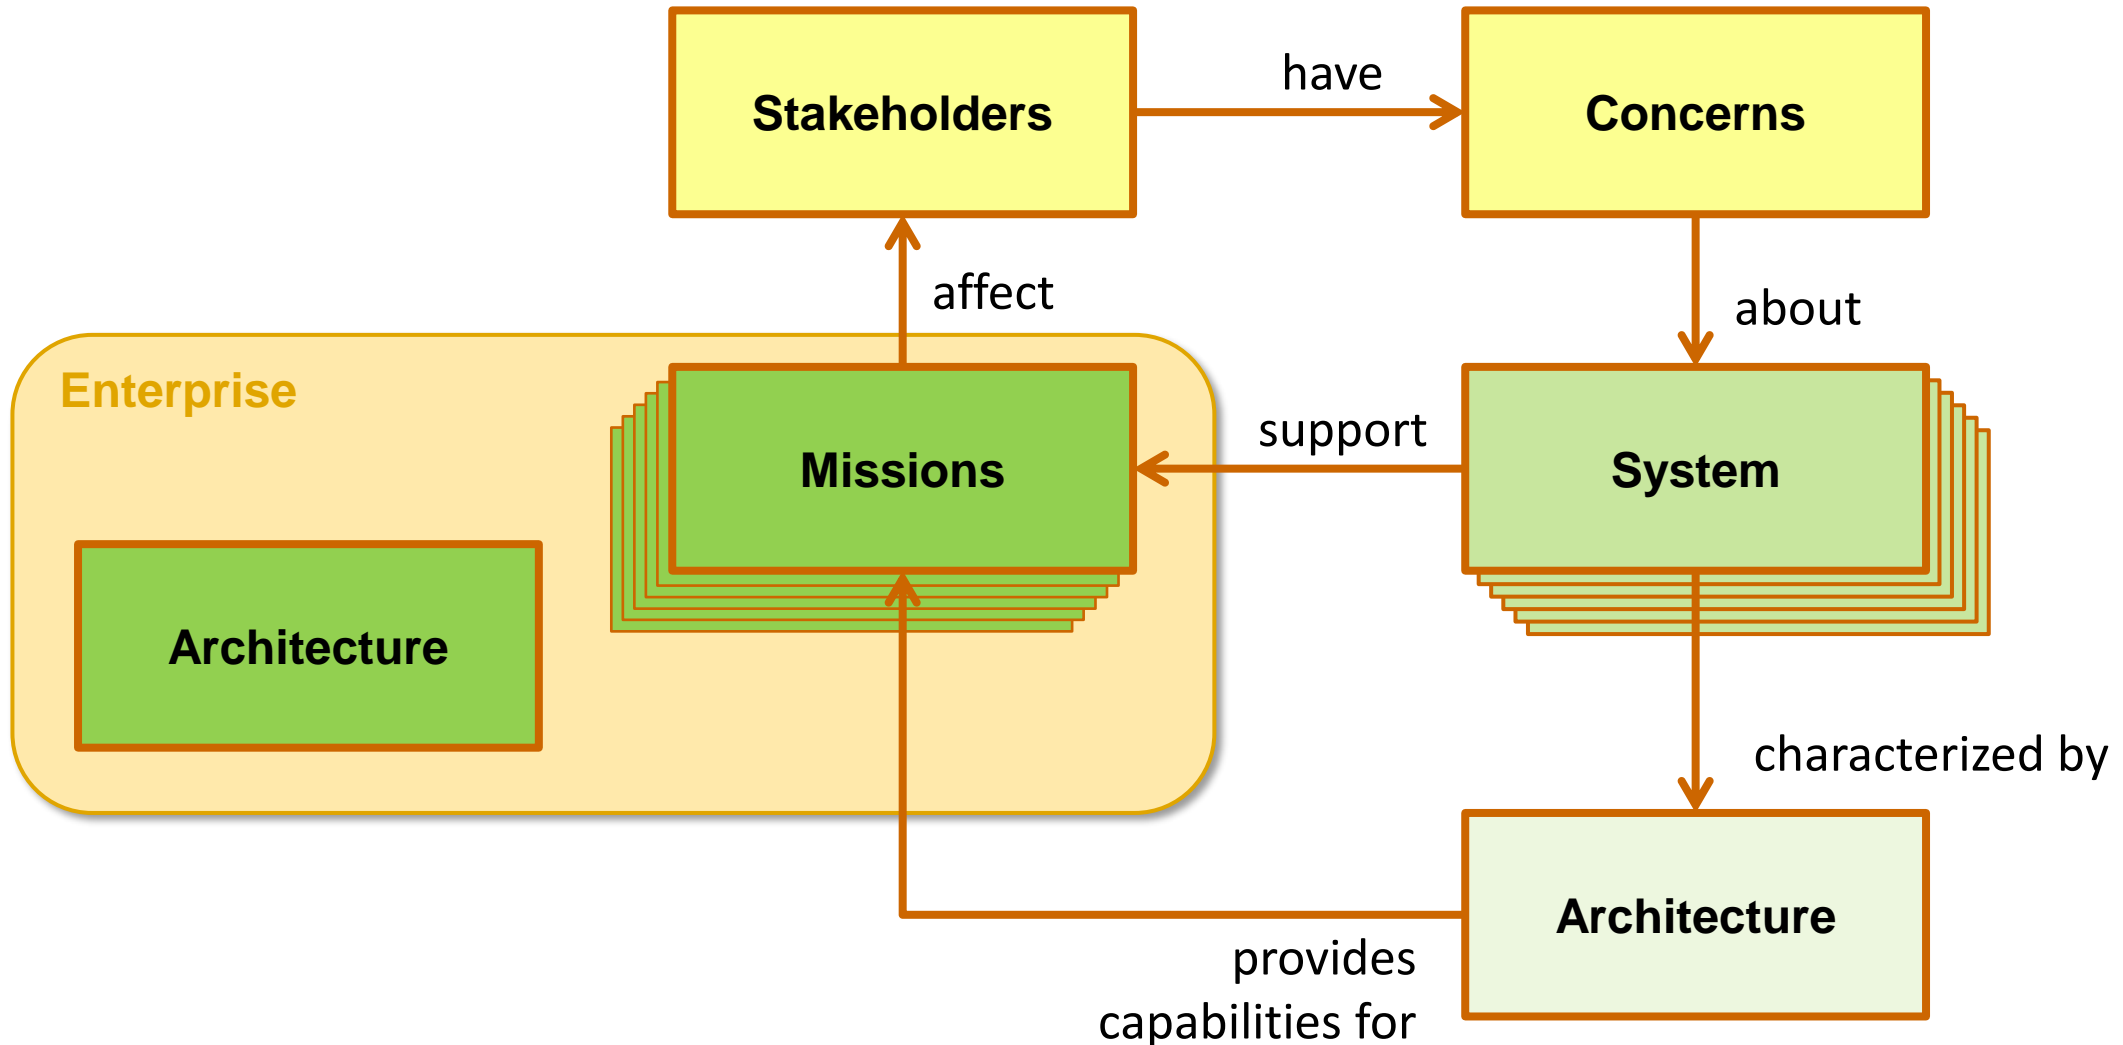 Stakeholders
have
Concerns
affect
about
Enterprise
Missions
support
System
Architecture
characterized by
Architecture
provides
capabilities for